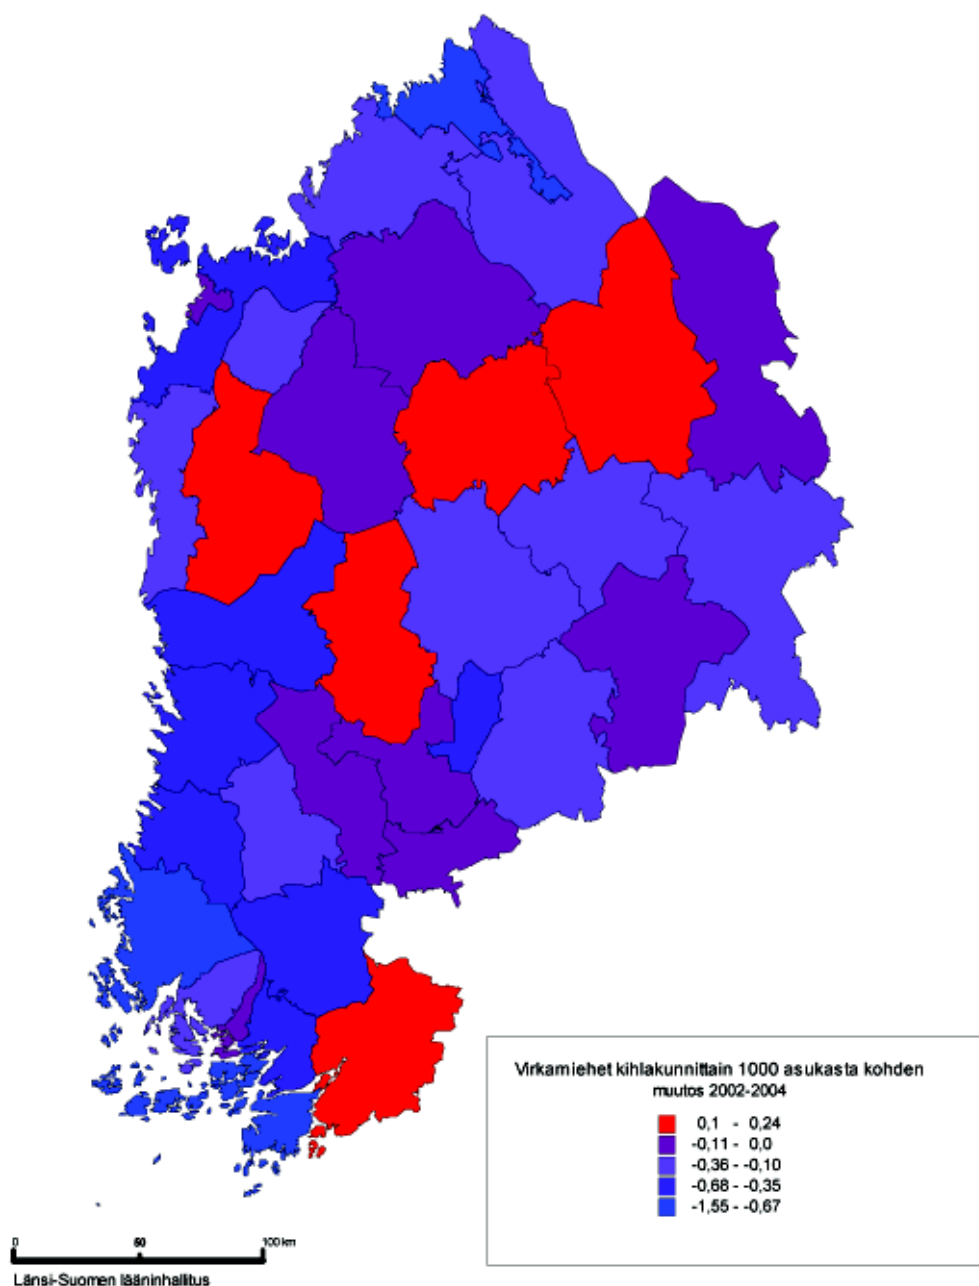 Virkamiehet kihlakunnittain 1000 asukasta kohden
muutos 2002-2004
0,1 - 0,24
-0,11 - 0,0
-0,36 - -0,10
-0,68 - -0,35
-1,55 - -0,67
0 50 100 km
Länsi-Suomen lääninhallitus